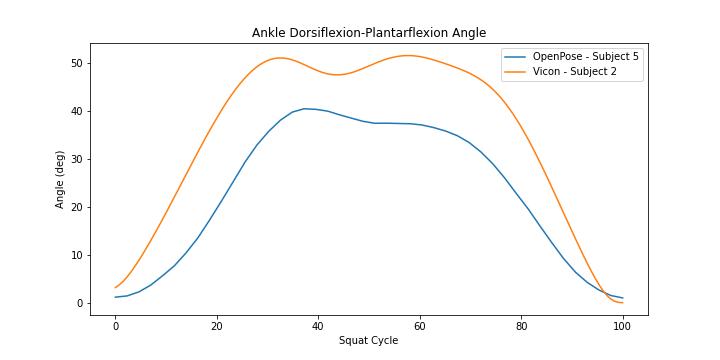 Ankle Dorsiflexion-Plantarflexion Angle
OpenPose - Subject 5
Vicon - Subject 2
Angle (deg)
50
40
30
20
10
0
0 20 40 60 80 100
Squat Cycle